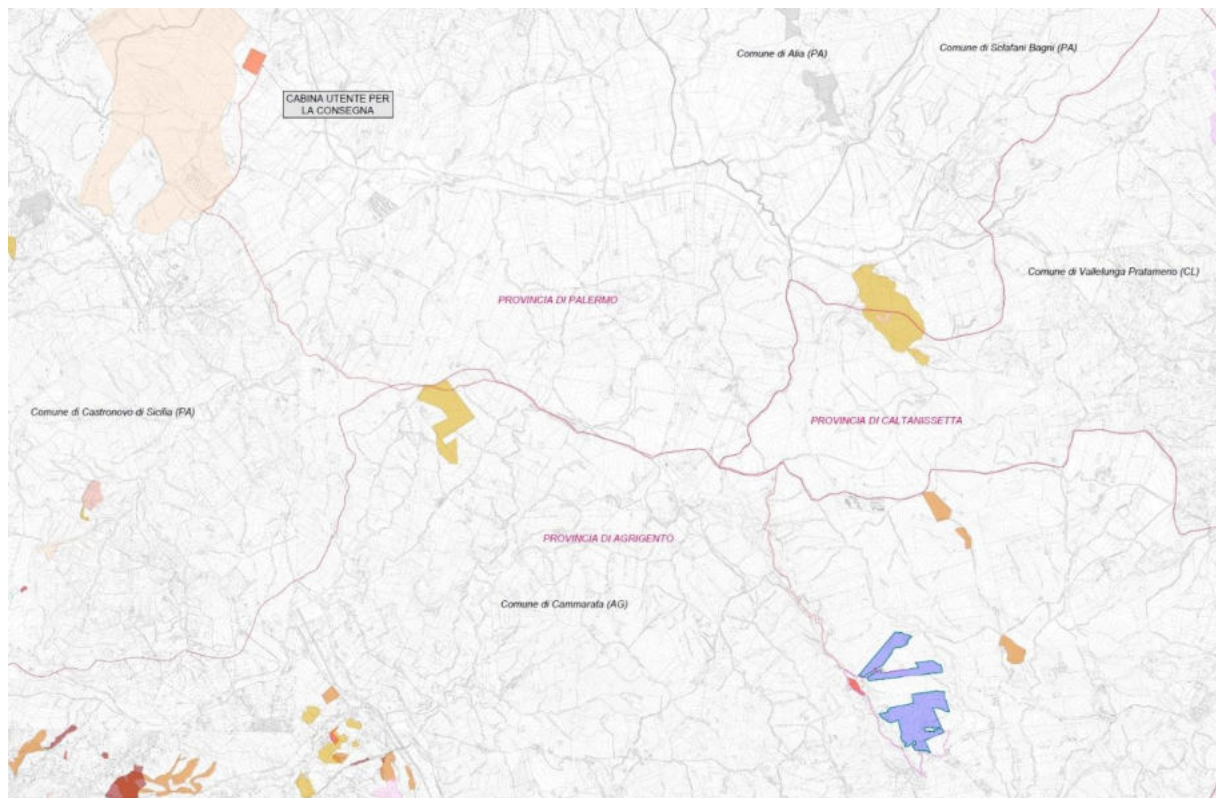 Comune di Alia (PA)
Comune di Sclafani Bagni (PA)
CABINA UTENTE PER
LA CONSEGNA
Comune di Vallelunga Pratameno (CL)
PROVINCIA DI PALERMO
Comune di Castronovo di Sicilia (PA)
PROVINCIA DI CALTANISSETTA
PROVINCIA DI AGRIGENTO
Comune di Cammarata (AG)